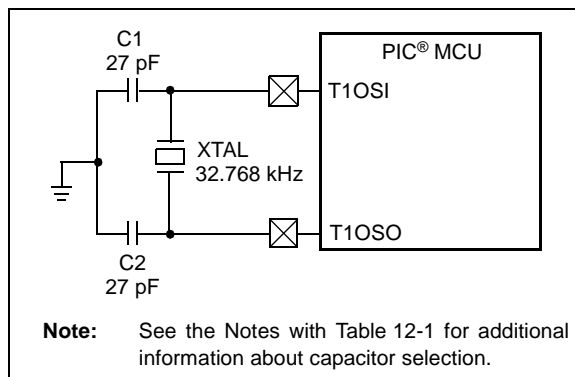 C1
27 pF
PIC® MCU
T1OSI
XTAL
32.768 kHz
T1OSO
C2
27 pF
Note: See the Notes with Table 12-1 for additional
information about capacitor selection.